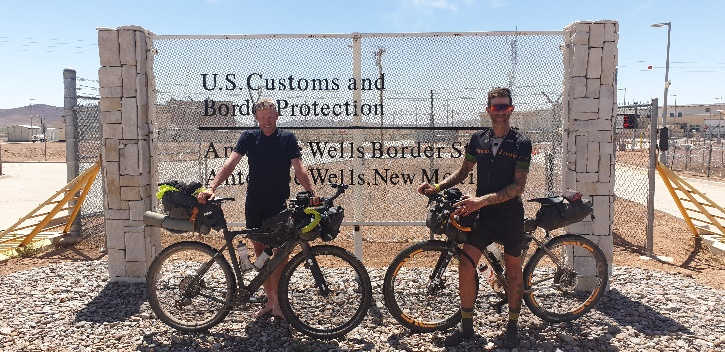 U.S. Customs and
Border Protection
Wells Border
Wells, New